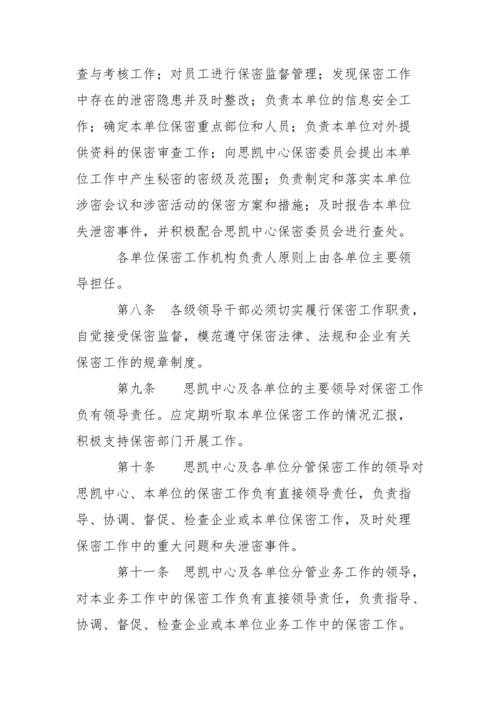 查与考核工作；对员工进行保密监督管理；发现保密工作
中存在的泄密隐患并及时整改；负责本单位的信息安全工
作；确定本单位保密重点部位和人员；负责本单位对外提
供资料的保密审查工作；向思凯中心保密委员会提出本单
位工作中产生秘密的密级及范围；负责制定和落实本单位
涉密会议和涉密活动的保密方案和措施；及时报告本单位
失泄密事件，并积极配合思凯中心保密委员会进行查处。
各单位保密工作机构负责人原则上由各单位主要领
导担任。
第八条 各级领导干部必须切实履行保密工作职责，
自觉接受保密监督，模范遵守保密法律、法规和企业有关
保密工作的规章制度。
第九条 思凯中心及各单位的主要领导对保密工作
负有领导责任。应定期听取本单位保密工作的情况汇报，
积极支持保密部门开展工作。
第十条 思凯中心及各单位分管保密工作的领导对
思凯中心、本单位的保密工作负有直接领导责任，负责指
导、协调、督促、检查企业或本单位保密工作，及时处理
保密工作中的重大问题和失泄密事件。
第十一条 思凯中心及各单位分管业务工作的领导，
对本业务工作中的保密工作负有直接领导责任，负责指导、
协调、督促、检查企业或本单位业务工作中的保密工作。